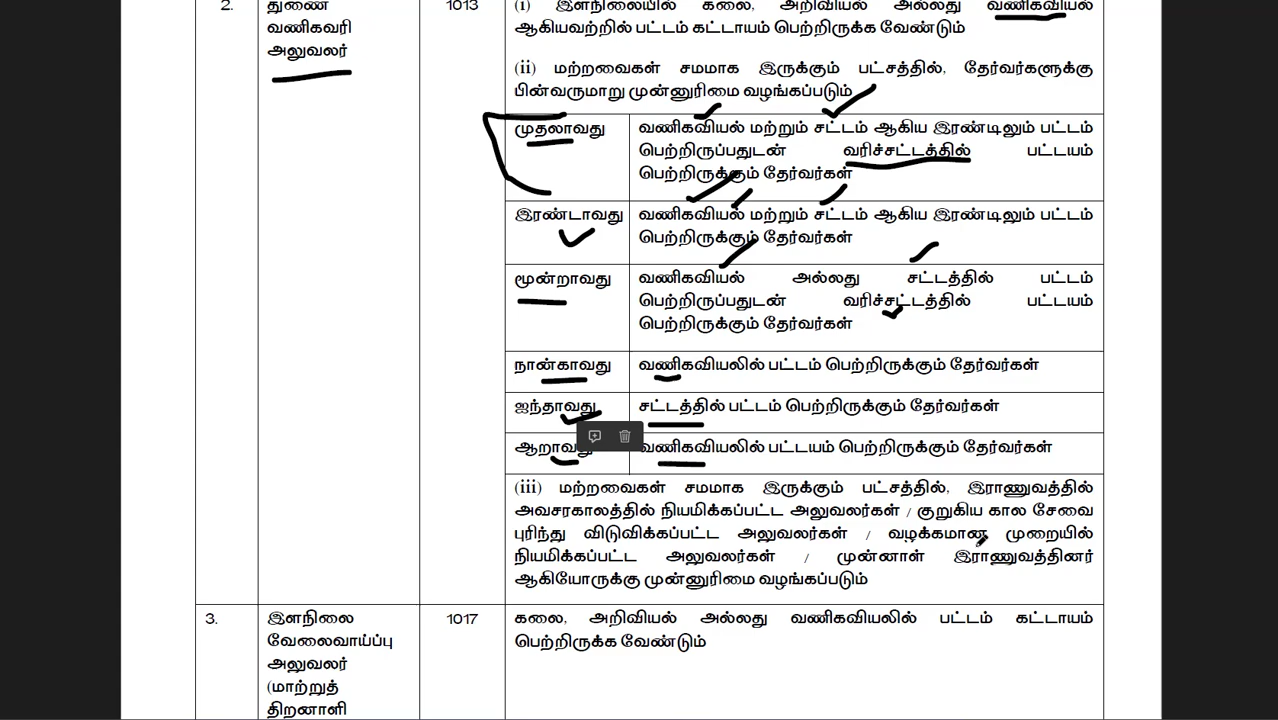 2.
துணை
வணிகவரி
அலுவலர்
1013
(i) இளநிலையில் கலை, அறிவியல் அல்லது வணிகவியல்
ஆகியவற்றில் பட்டம் கட்டாயம் பெற்றிருக்க வேண்டும்
(ii) மற்றவைகள் சமமாக இருக்கும் பட்சத்தில், தேர்வர்களுக்கு
பின்வருமாறு முன்னுரிமை வழங்கப்படும்
முதலாவது
வணிகவியல் மற்றும் சட்டம் ஆகிய இரண்டிலும் பட்டம்
பெற்றிருப்பதுடன் வரிச்சட்டத்தில் பட்டயம்
பெற்றிருக்கும் தேர்வர்கள்
இரண்டாவது
வணிகவியல் மற்றும் சட்டம் ஆகிய இரண்டிலும் பட்டம்
பெற்றிருக்கும் தேர்வர்கள்
மூன்றாவது
வணிகவியல் அல்லது சட்டத்தில் பட்டம்
பெற்றிருப்பதுடன் வரிச்சட்டத்தில் பட்டயம்
பெற்றிருக்கும் தேர்வர்கள்
நான்காவது
வணிகவியலில் பட்டம் பெற்றிருக்கும் தேர்வர்கள்
ஐந்தாவது
சட்டத்தில் பட்டம் பெற்றிருக்கும் தேர்வர்கள்
ஆறாவது
வணிகவியலில் பட்டயம் பெற்றிருக்கும் தேர்வர்கள்
(iii) மற்றவைகள் சமமாக இருக்கும் பட்சத்தில், இராணுவத்தில்
அவசரகாலத்தில் நியமிக்கப்பட்ட அலுவலர்கள் / குறுகிய கால சேவை
புரிந்து விடுவிக்கப்பட்ட அலுவலர்கள் / வழக்கமான முறையில்
நியமிக்கப்பட்ட அலுவலர்கள் / முன்னாள் இராணுவத்தினர்
ஆகியோருக்கு முன்னுரிமை வழங்கப்படும்
3.
இளநிலை
வேலைவாய்ப்பு
அலுவலர்
(மாற்றுத்
திறனாளி
1017
கலை, அறிவியல் அல்லது வணிகவியலில் பட்டம் கட்டாயம்
பெற்றிருக்க வேண்டும்